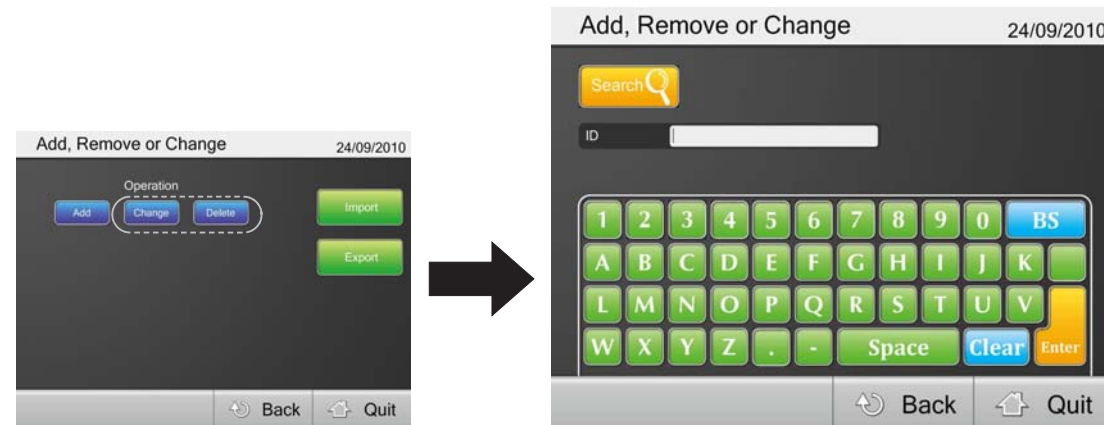 Add, Remove or Change 24/09/2010
Operation
Add Change Delete Import
Export
Back Quit
Add, Remove or Change 24/09/2010
Search
ID
1 2 3 4 5 6 7 8 9 0 BS
A B C D E F G H I J K
L M N O P Q R S T U V
W X Y Z . - Space Clear Enter
Back Quit